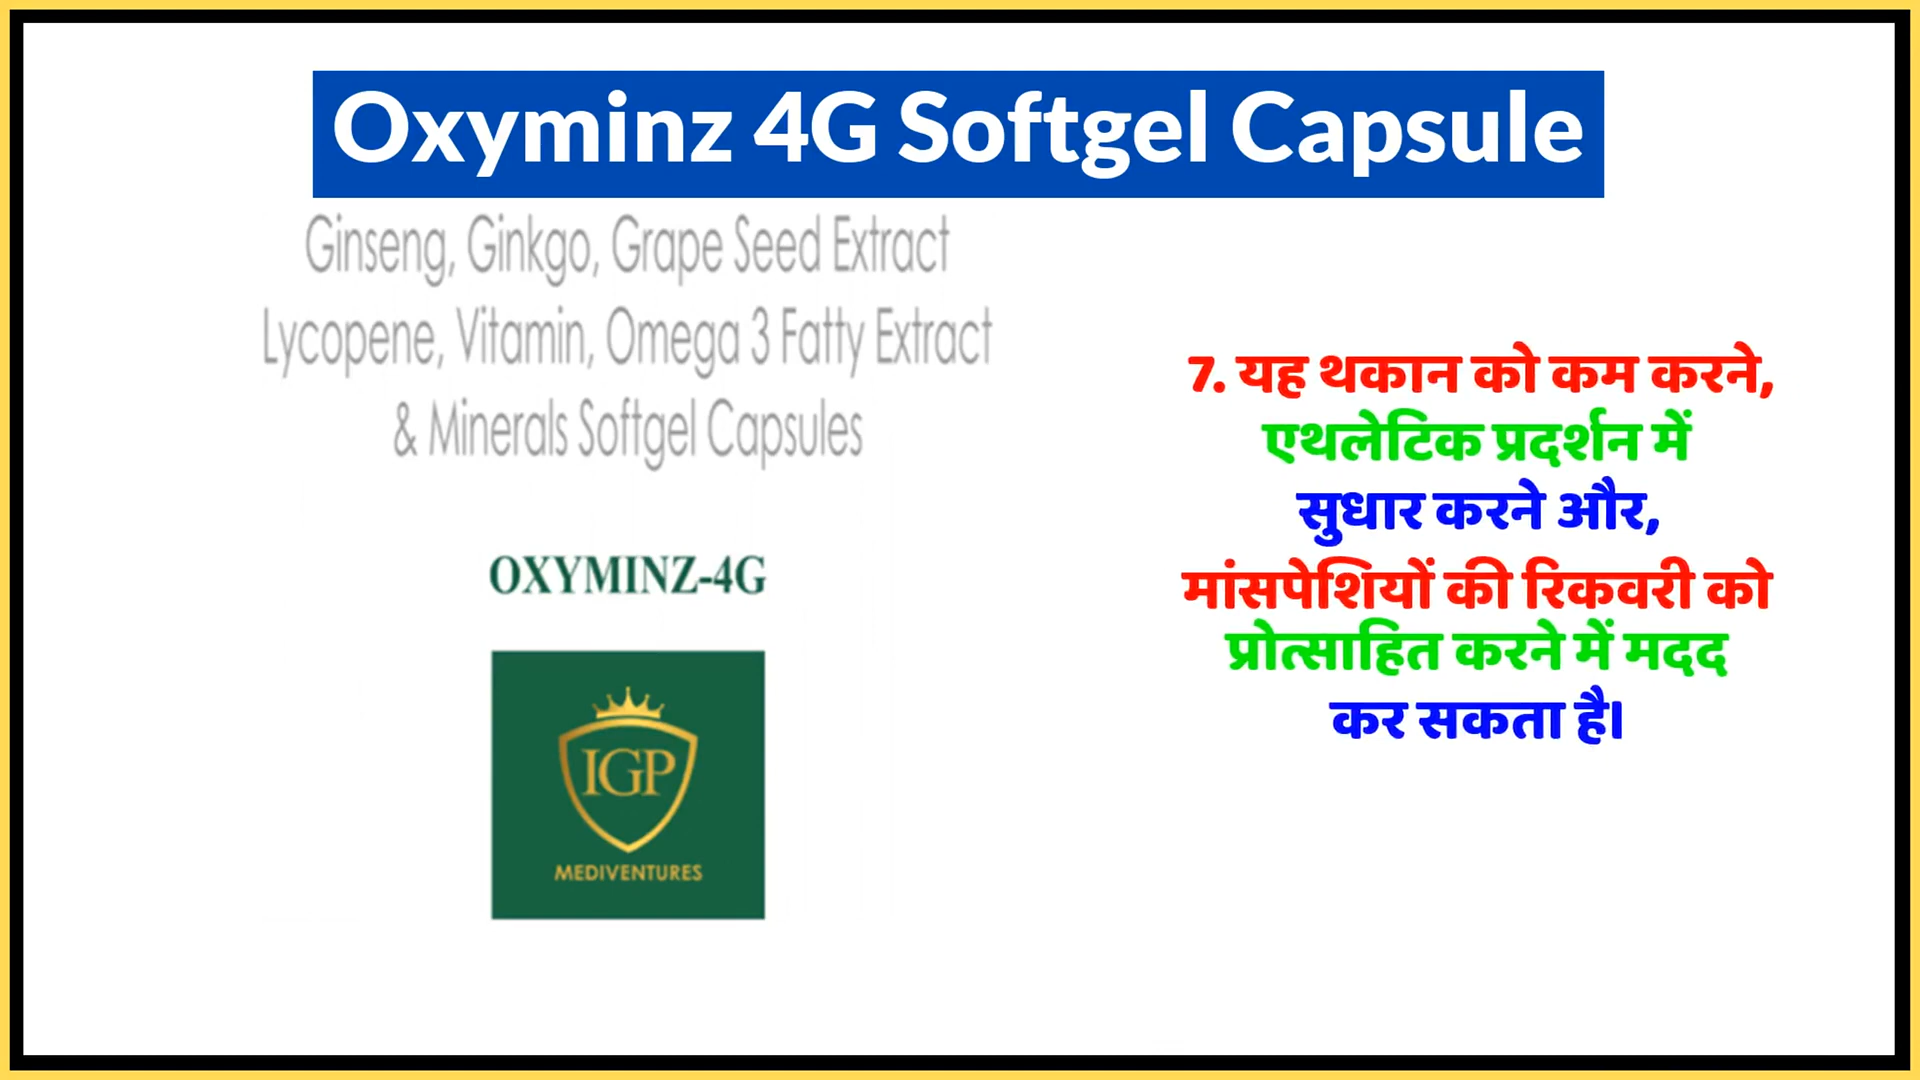 Oxyminz 4G Softgel Capsule
Ginseng, Ginkgo, Grape Seed Extract
Lycopene, Vitamin, Omega 3 Fatty Extract
& Minerals Softgel Capsules
OXYMINZ-4G
IGP
MEDIVENTURES
7. यह थकान को कम करने,
एथलेटिक प्रदर्शन में
सुधार करने और,
मांसपेशियों की रिकवरी को
प्रोत्साहित करने में मदद
कर सकता है।